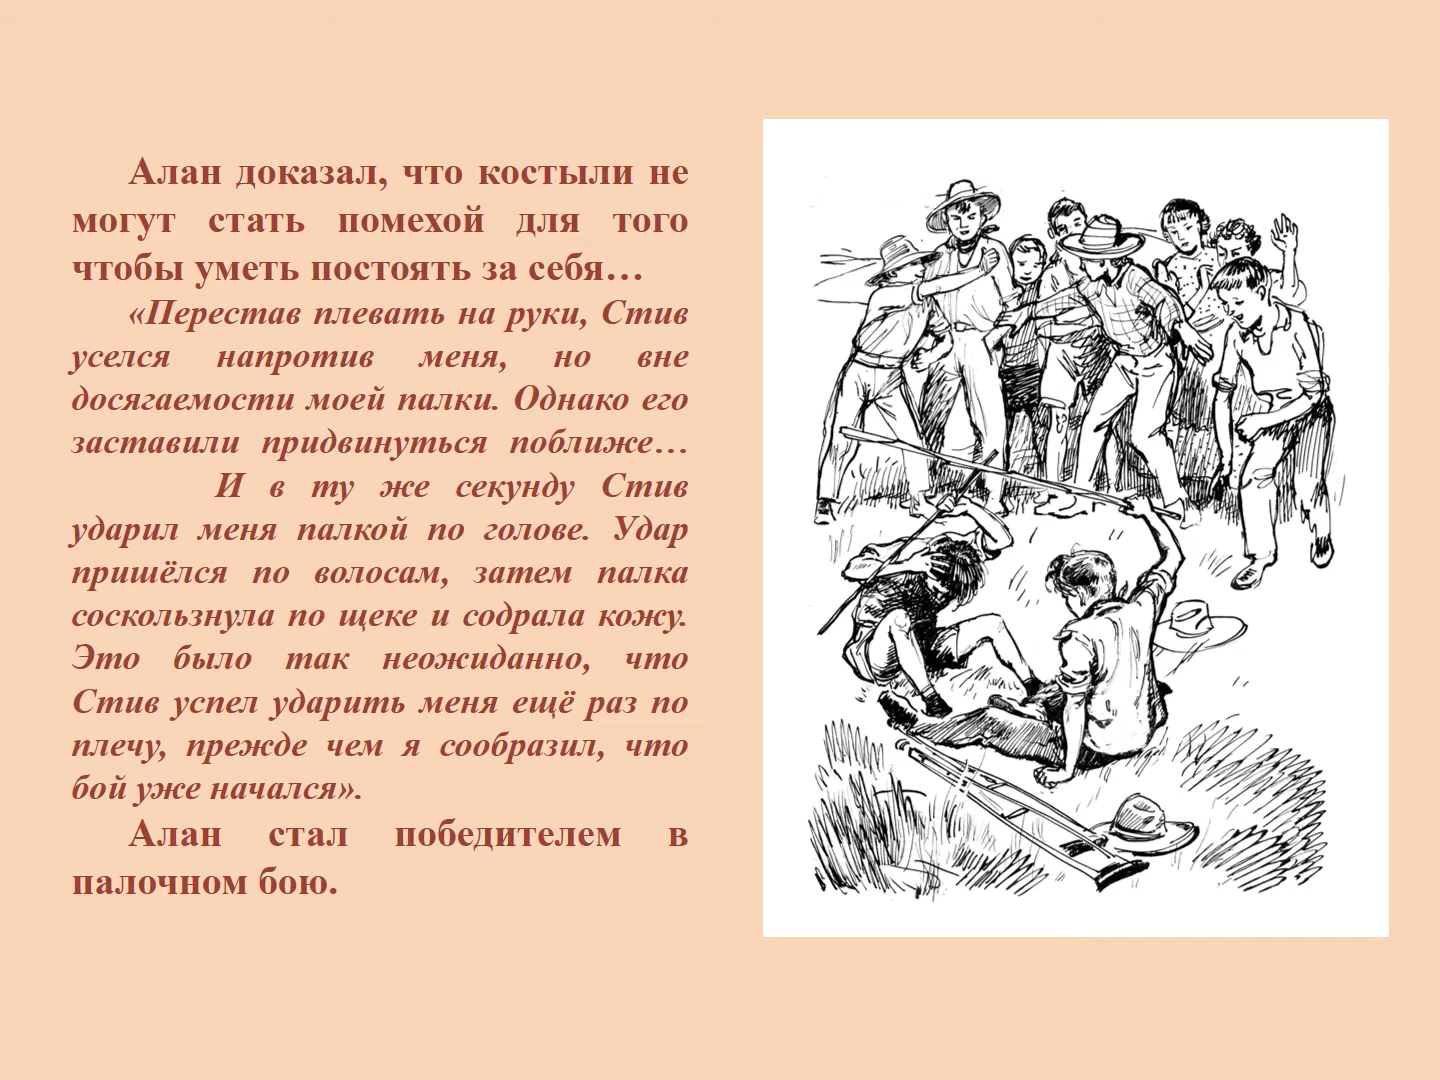 Алан доказал, что костыли не
могут стать помехой для того
чтобы уметь постоять за себя…
«Перестав плевать на руки, Стив
уселся напротив меня, но вне
досягаемости моей палки. Однако его
заставили придвинуться поближе…
И в ту же секунду Стив
ударил меня палкой по голове. Удар
пришёлся по волосам, затем палка
соскользнула по щеке и содрала кожу.
Это было так неожиданно, что
Стив успел ударить меня ещё раз по
плечу, прежде чем я сообразил, что
бой уже начался».
Алан стал победителем в
палочном бою.